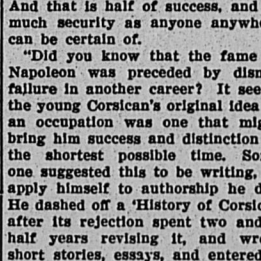 And that is half of success, and
much security as anyone anywh
can be certain of.
"Did you know that the fame
Napoleon was preceded by dism
failure in another career? It see
the young Corsican's original idea
an occupation was one that mig
bring him success and distinction
the shortest possible time. So
one suggested this to be writing,
apply himself to authorship he d
He dashed off a 'History of Corsic
after its rejection spent two and
half years revising it, and wr
short stories, essays, and entered